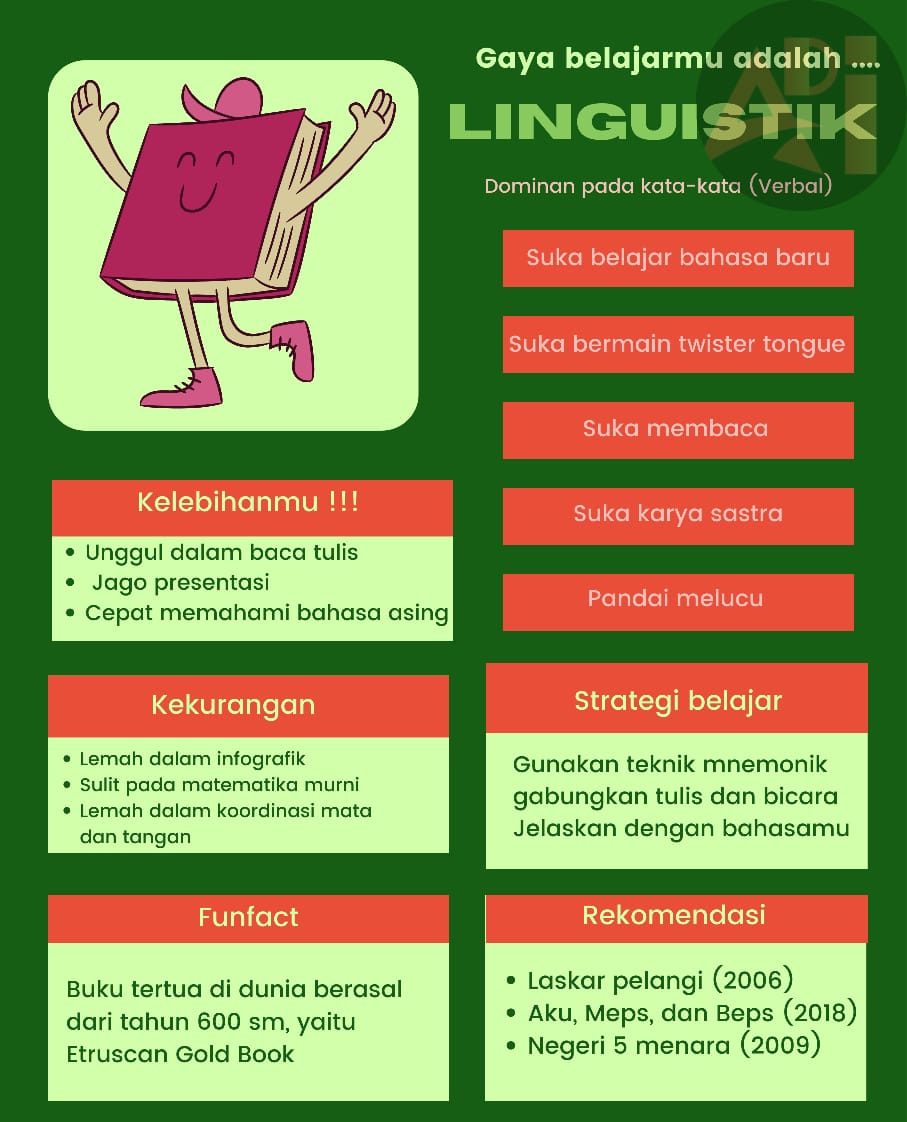 Gaya belajarmu adalah ....
LINGUISTIK
Dominan pada kata-kata (Verbal)
Suka belajar bahasa baru
Suka bermain twister tongue
Suka membaca
Suka karya sastra
Pandai melucu
Kelebihanmu !!!
• Unggul dalam baca tulis
• Jago presentasi
• Cepat memahami bahasa asing
Kekurangan
• Lemah dalam infografik
• Sulit pada matematika murni
• Lemah dalam koordinasi mata
dan tangan
Strategi belajar
Gunakan teknik mnemonik
gabungkan tulis dan bicara
Jelaskan dengan bahasamu
Funfact
Buku tertua di dunia berasal
dari tahun 600 sm, yaitu
Etruscan Gold Book
Rekomendasi
• Laskar pelangi (2006)
• Aku, Meps, dan Beps (2018)
• Negeri 5 menara (2009)